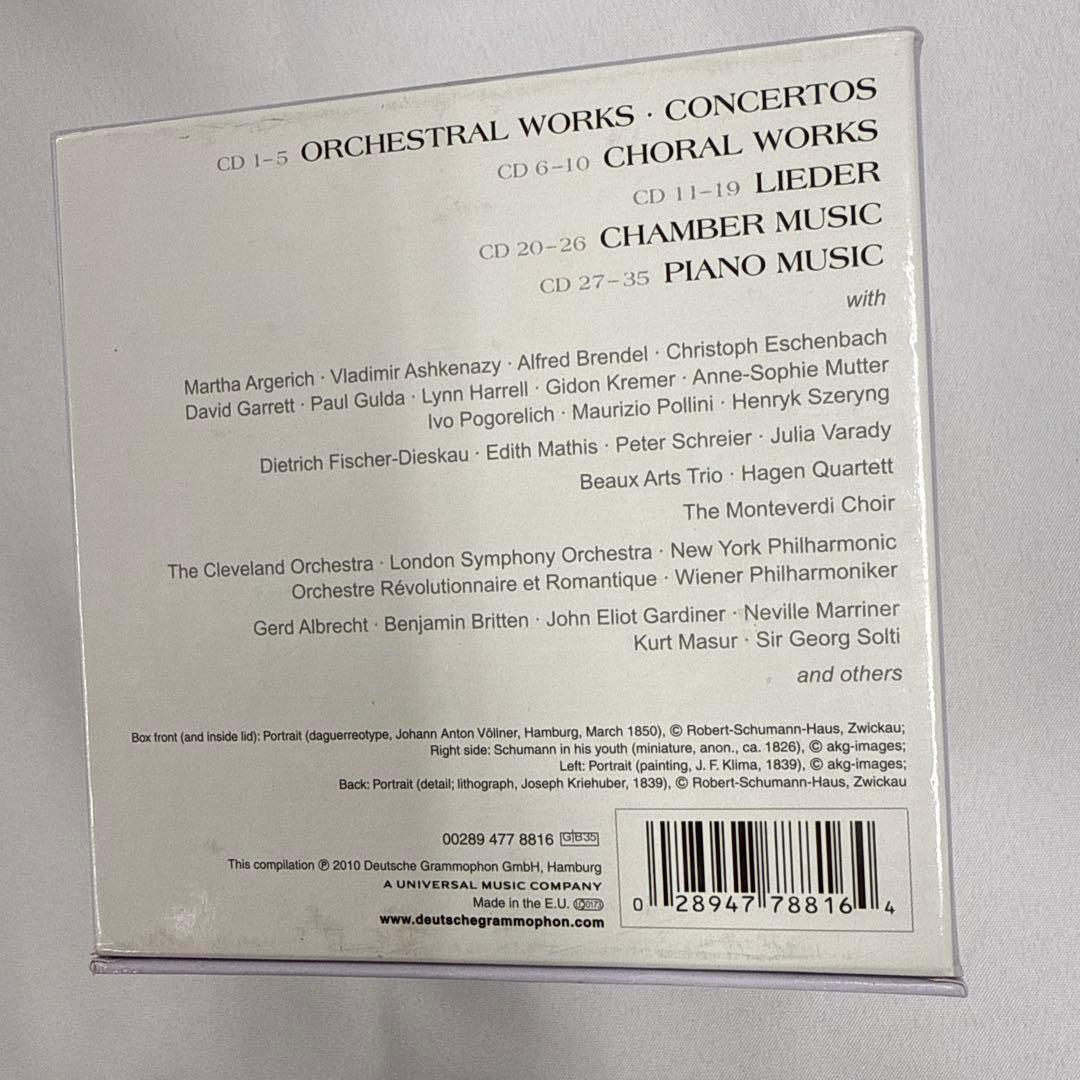 CD 1–5 ORCHESTRAL WORKS · CONCERTOS
CD 6–10 CHORAL WORKS
CD 11–19 LIEDER
CD 20–26 CHAMBER MUSIC
CD 27–35 PIANO MUSIC
with
Martha Argerich · Vladimir Ashkenazy · Alfred Brendel · Christoph Eschenbach
David Garrett · Paul Gulda · Lynn Harrell · Gidon Kremer · Anne-Sophie Mutter
Ivo Pogorelich · Maurizio Pollini · Henryk Szeryng
Dietrich Fischer-Dieskau · Edith Mathis · Peter Schreier · Julia Varady
Beaux Arts Trio · Hagen Quartett
The Monteverdi Choir
The Cleveland Orchestra · London Symphony Orchestra · New York Philharmonic
Orchestre Révolutionnaire et Romantique · Wiener Philharmoniker
Gerd Albrecht · Benjamin Britten · John Eliot Gardiner · Neville Marriner
Kurt Masur · Sir Georg Solti
and others
Box front (and inside lid): Portrait (daguerreotype, Johann Anton Völlner, Hamburg, March 1850), © Robert-Schumann-Haus, Zwickau;
Right side: Schumann in his youth (miniature, anon., ca. 1826), © akg-images;
Left: Portrait (painting, J. F. Klima, 1839), © akg-images;
Back: Portrait (detail; lithograph, Joseph Kriehuber, 1839), © Robert-Schumann-Haus, Zwickau
00289 477 8816 GB35
This compilation ℗ 2010 Deutsche Grammophon GmbH, Hamburg
A UNIVERSAL MUSIC COMPANY
Made in the E.U. LC0173
www.deutschegrammophon.com
0 28947 78816 4